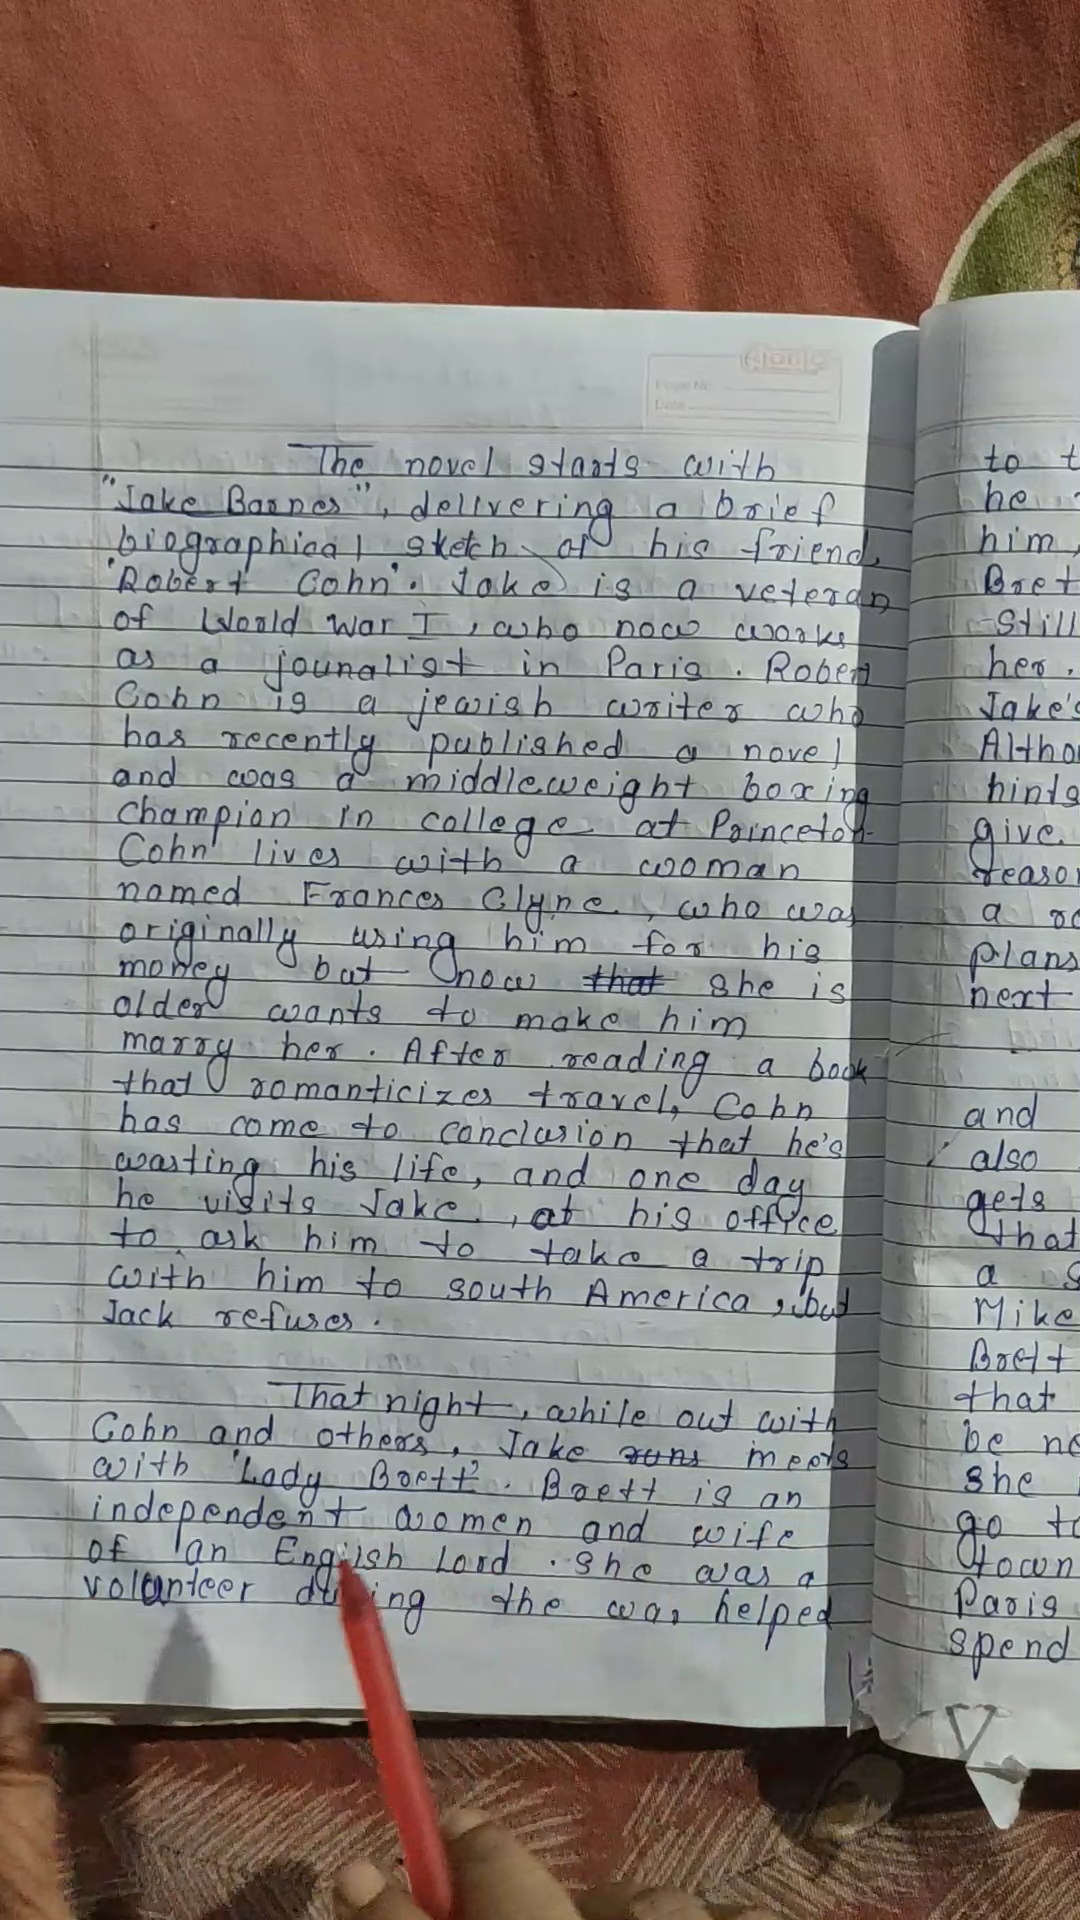 The novel starts with
"Jake Barnes", delivering a brief
biographical sketch of his friend,
'Robert Cohn'. Jake is a veteran
of World War I, who now works
as a jounalist in Paris. Robert
Cohn is a jewish writer who
has recently published a novel
and was a middleweight boxing
champion in college at Princeton.
Cohn lives with a woman
named Frances Clyne, who was
originally using him for his
money but now that she is
older wants to make him
marry her. After reading a book
that romanticizes travel, Cohn
has come to conclusion that he's
wasting his life, and one day
he visits Jake, at his office
to ask him to take a trip
with him to south America, but
Jack refuses.
That night, while out with
Cohn and others, Jake runs meets
with 'Lady Brett'. Brett is an
independent women and wife
of an English Lord. She was a
volunteer during the war, helped
to t
he
him,
Bret
Still
her.
Jake's
Altho
hints
give.
reason
a
plans
next
and
also
gets
that
a
Mike
Brett
that
be
she
go to
town
Paris
spend